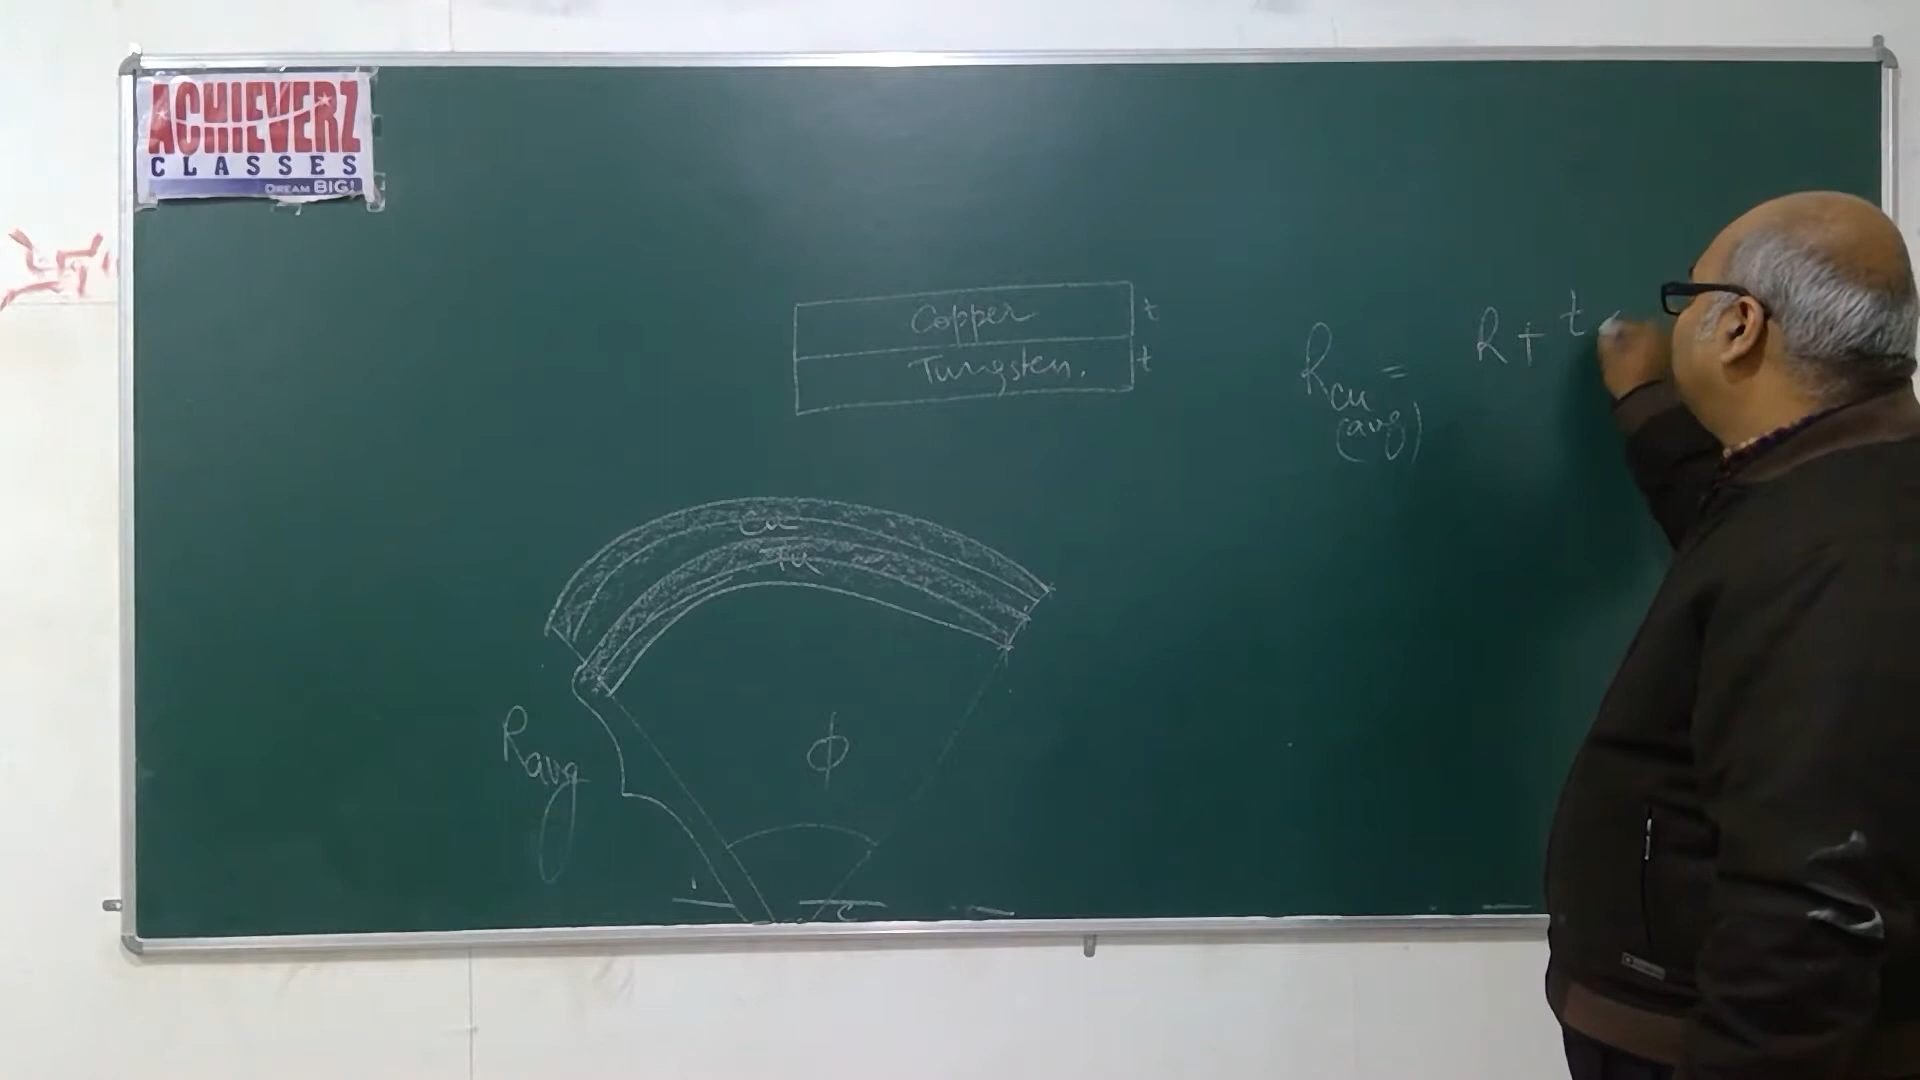 ACHIEVERZ
CLASSES
DREAM BIG!
Copper t
Tungsten. t
R + t
Rcu =
(avg)
Cu
Tu
Ravg
ϕ
c